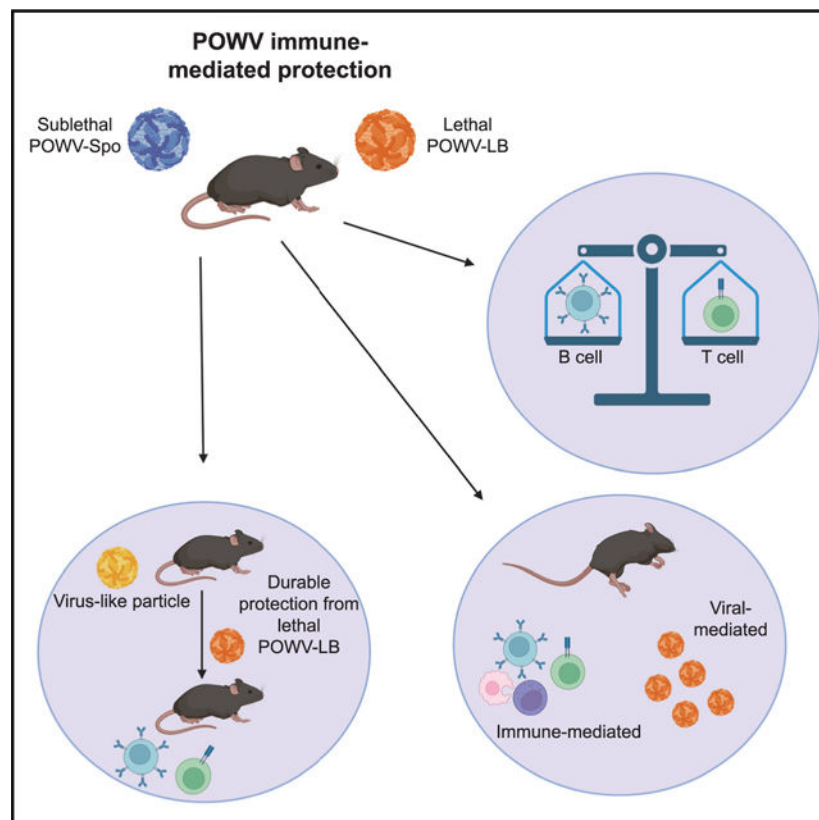 POWV immune-
mediated protection
Sublethal
POWV-Spo
Lethal
POWV-LB
B cell
T cell
Virus-like particle
Durable
protection from
lethal
POWV-LB
Viral-
mediated
Immune-mediated